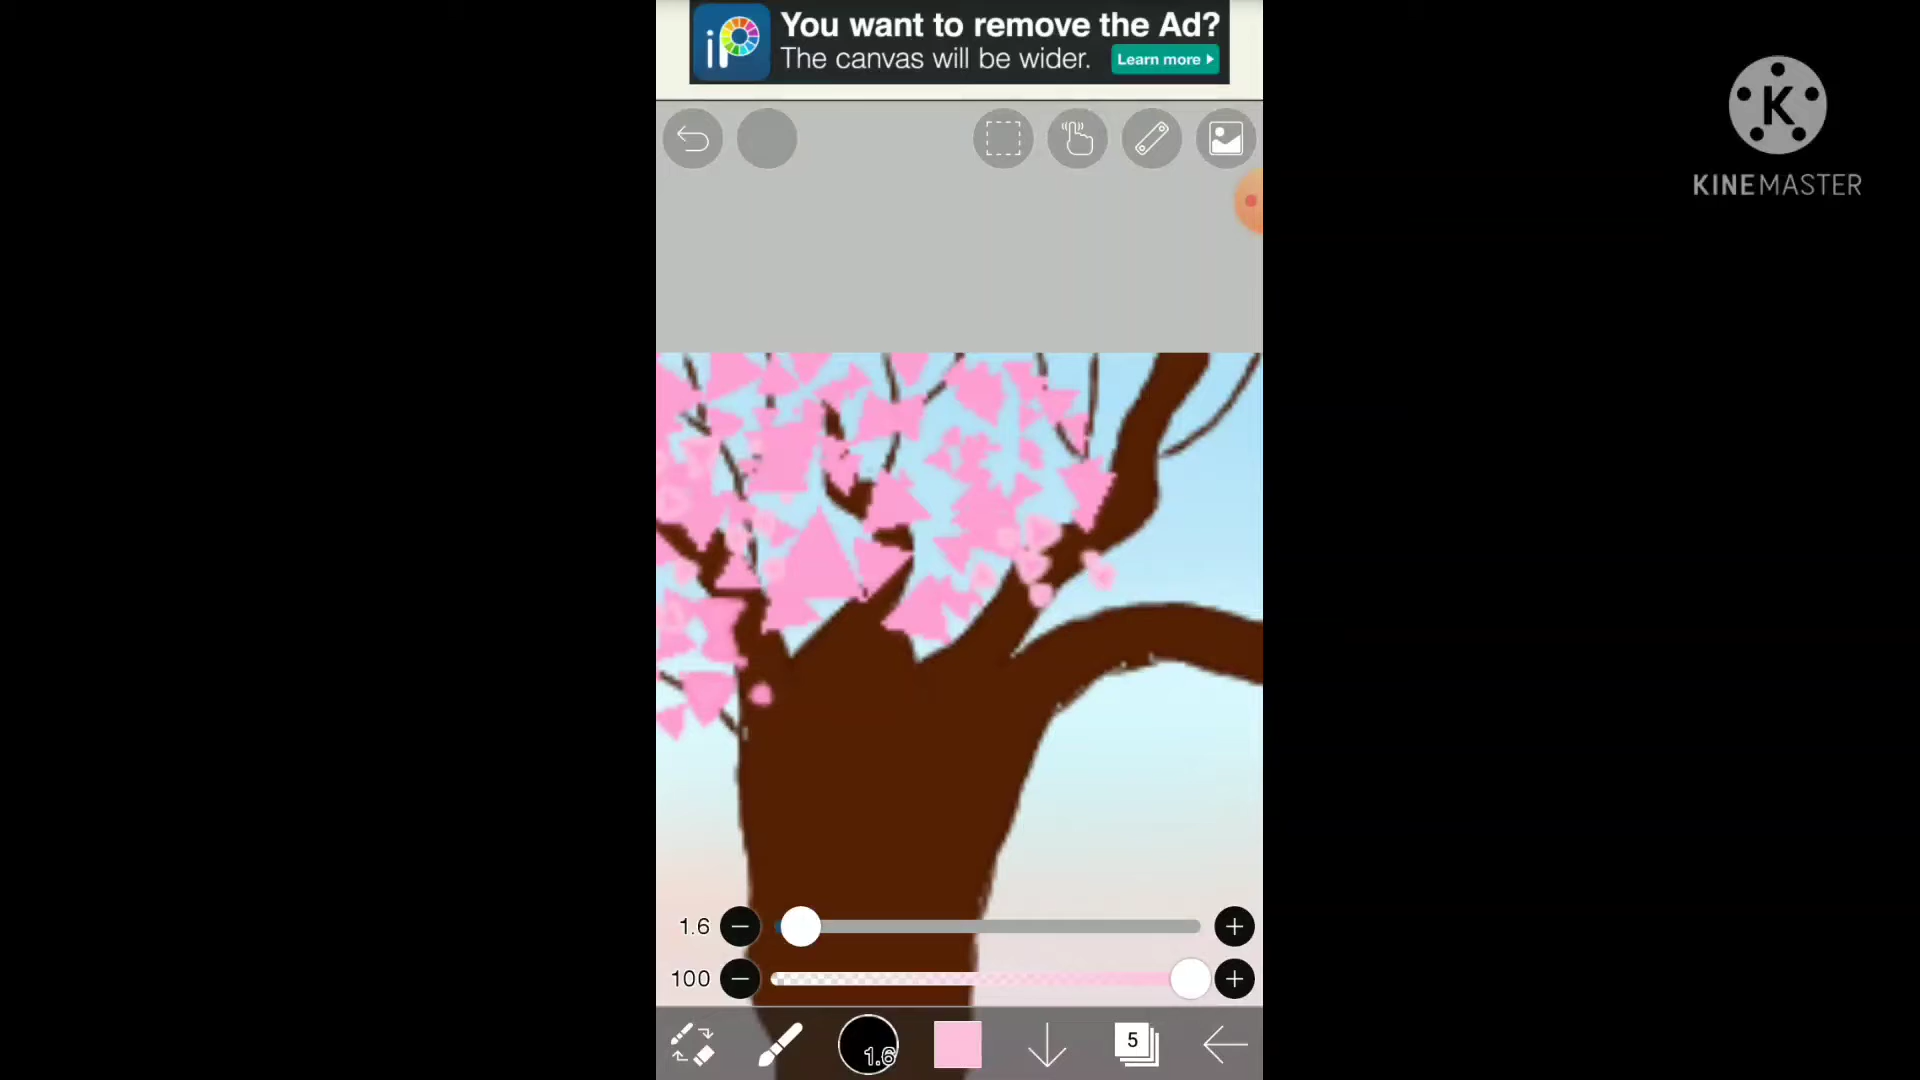 iP
You want to remove the Ad?
The canvas will be wider.
Learn more
K
KINEMASTER
1.6
100
1.6
5